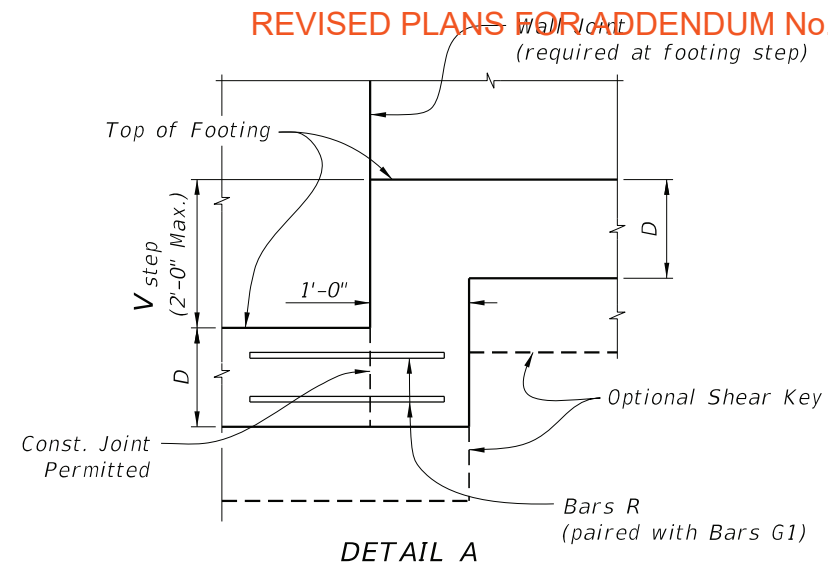 REVISED PLANS FOR ADDENDUM No
Wall Joint
(required at footing step)
Top of Footing
V step
(2'-0" Max.)
1'-0"
D
D
Optional Shear Key
Const. Joint
Permitted
Bars R
(paired with Bars G1)
DETAIL A